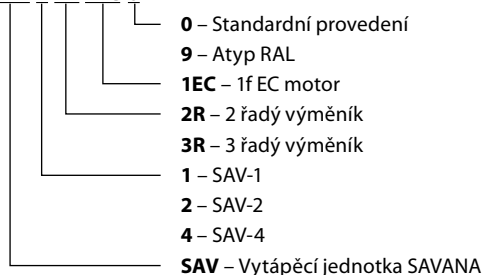 0 – Standardní provedení
9 – Atyp RAL
1EC – 1f EC motor
2R – 2 řadý výměník
3R – 3 řadý výměník
1 – SAV-1
2 – SAV-2
4 – SAV-4
SAV – Vytápěcí jednotka SAVANA